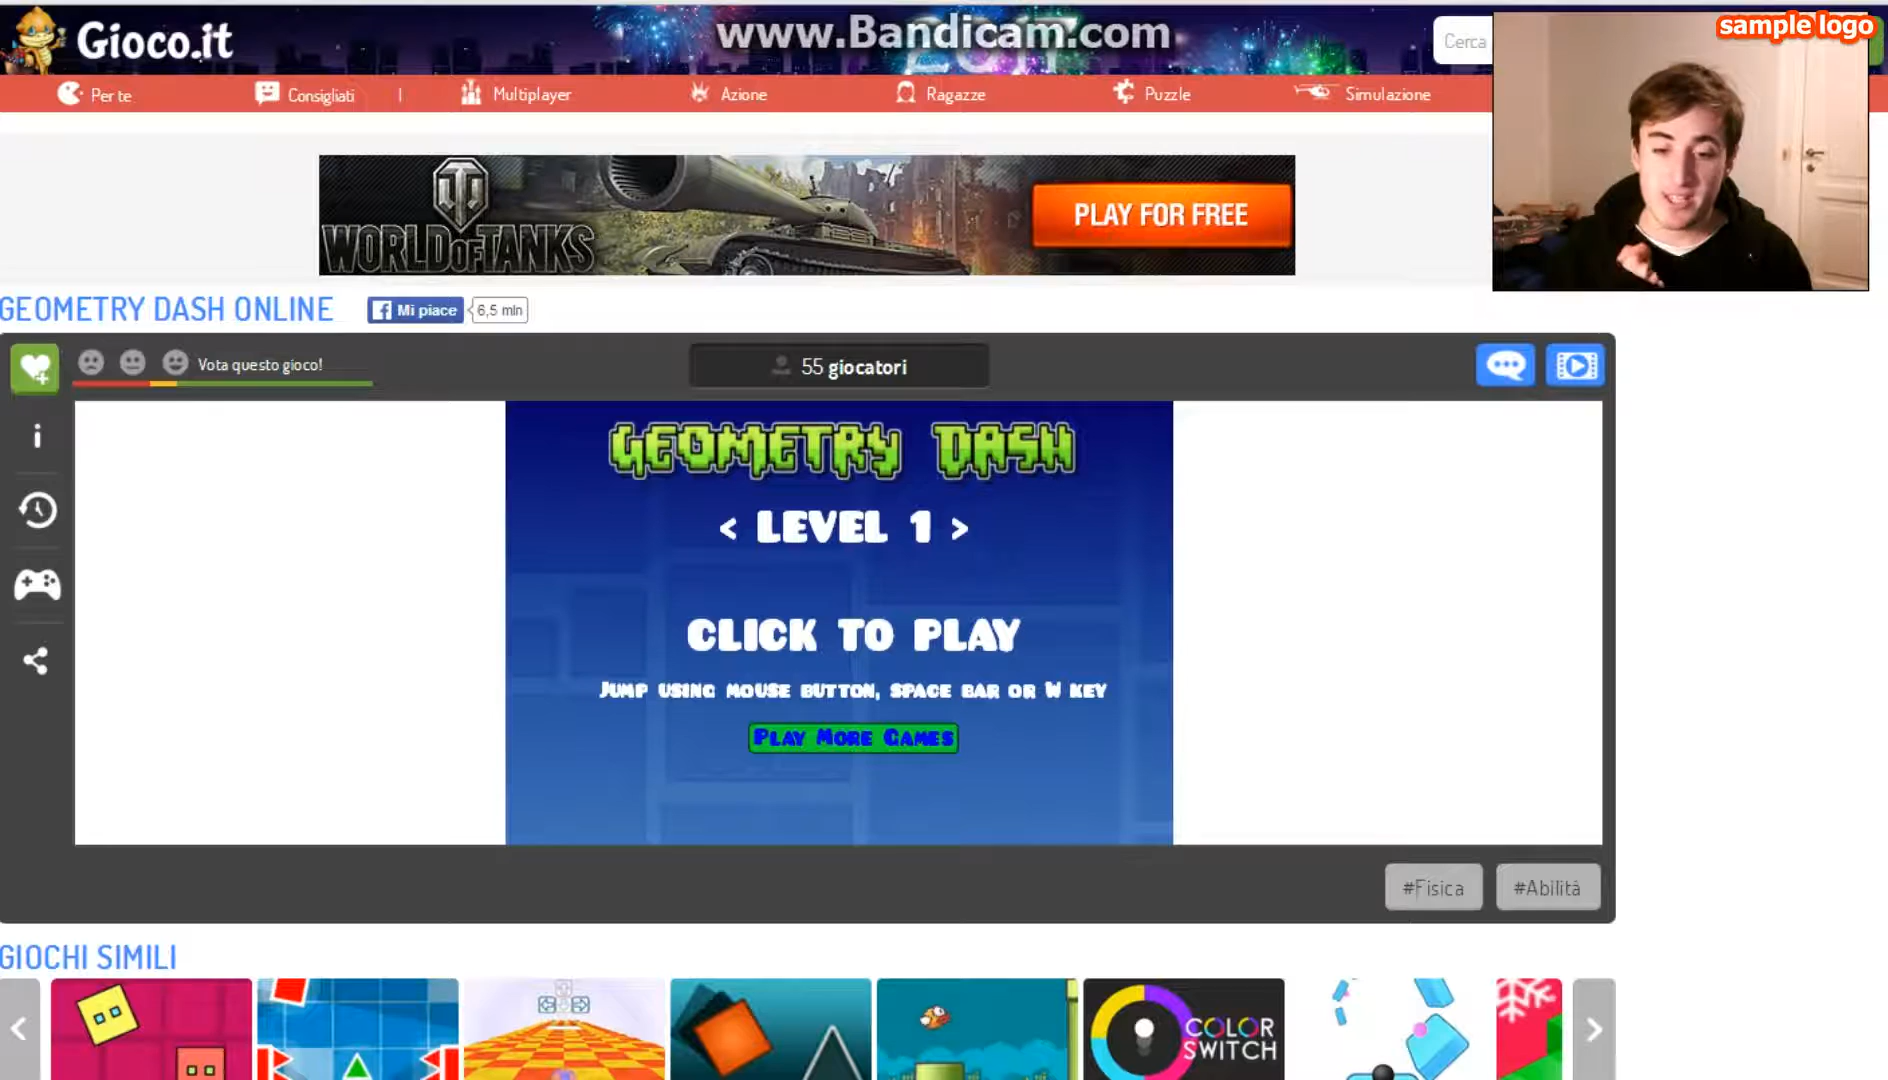 Gioco.it
www.Bandicam.com
2017
Cerca
sample logo
Per te
Consigliati
|
Multiplayer
Azione
Ragazze
Puzzle
Simulazione
WORLD OF TANKS
PLAY FOR FREE
GEOMETRY DASH ONLINE
Mi piace
6,5 mln
Vota questo gioco!
55 giocatori
GEOMETRY DASH
< LEVEL 1 >
CLICK TO PLAY
JUMP USING MOUSE BUTTON, SPACE BAR OR W KEY
PLAY MORE GAMES
#Fisica
#Abilità
GIOCHI SIMILI
COLOR
SWITCH